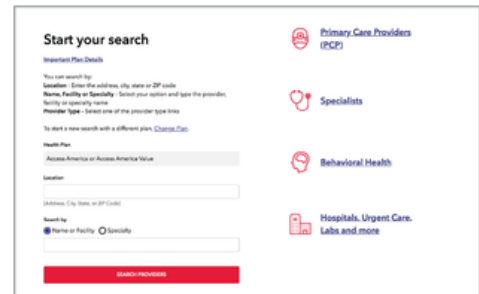 Start your search
Important Plan Details
You can search by:
Location - Enter the address, city, state or ZIP code
Name, Facility or Specialty - Select your option and type the provider,
facility or specialty name
Provider Type - Select one of the provider type links
To start a new search with a different plan, Change Plan.
Health Plan
Access America or Access America Value
Location
(Address, City, State, or ZIP Code)
Search by
Name or Facility Specialty
SEARCH PROVIDERS
Primary Care Providers
(PCP)
Specialists
Behavioral Health
Hospitals, Urgent Care,
Labs and more